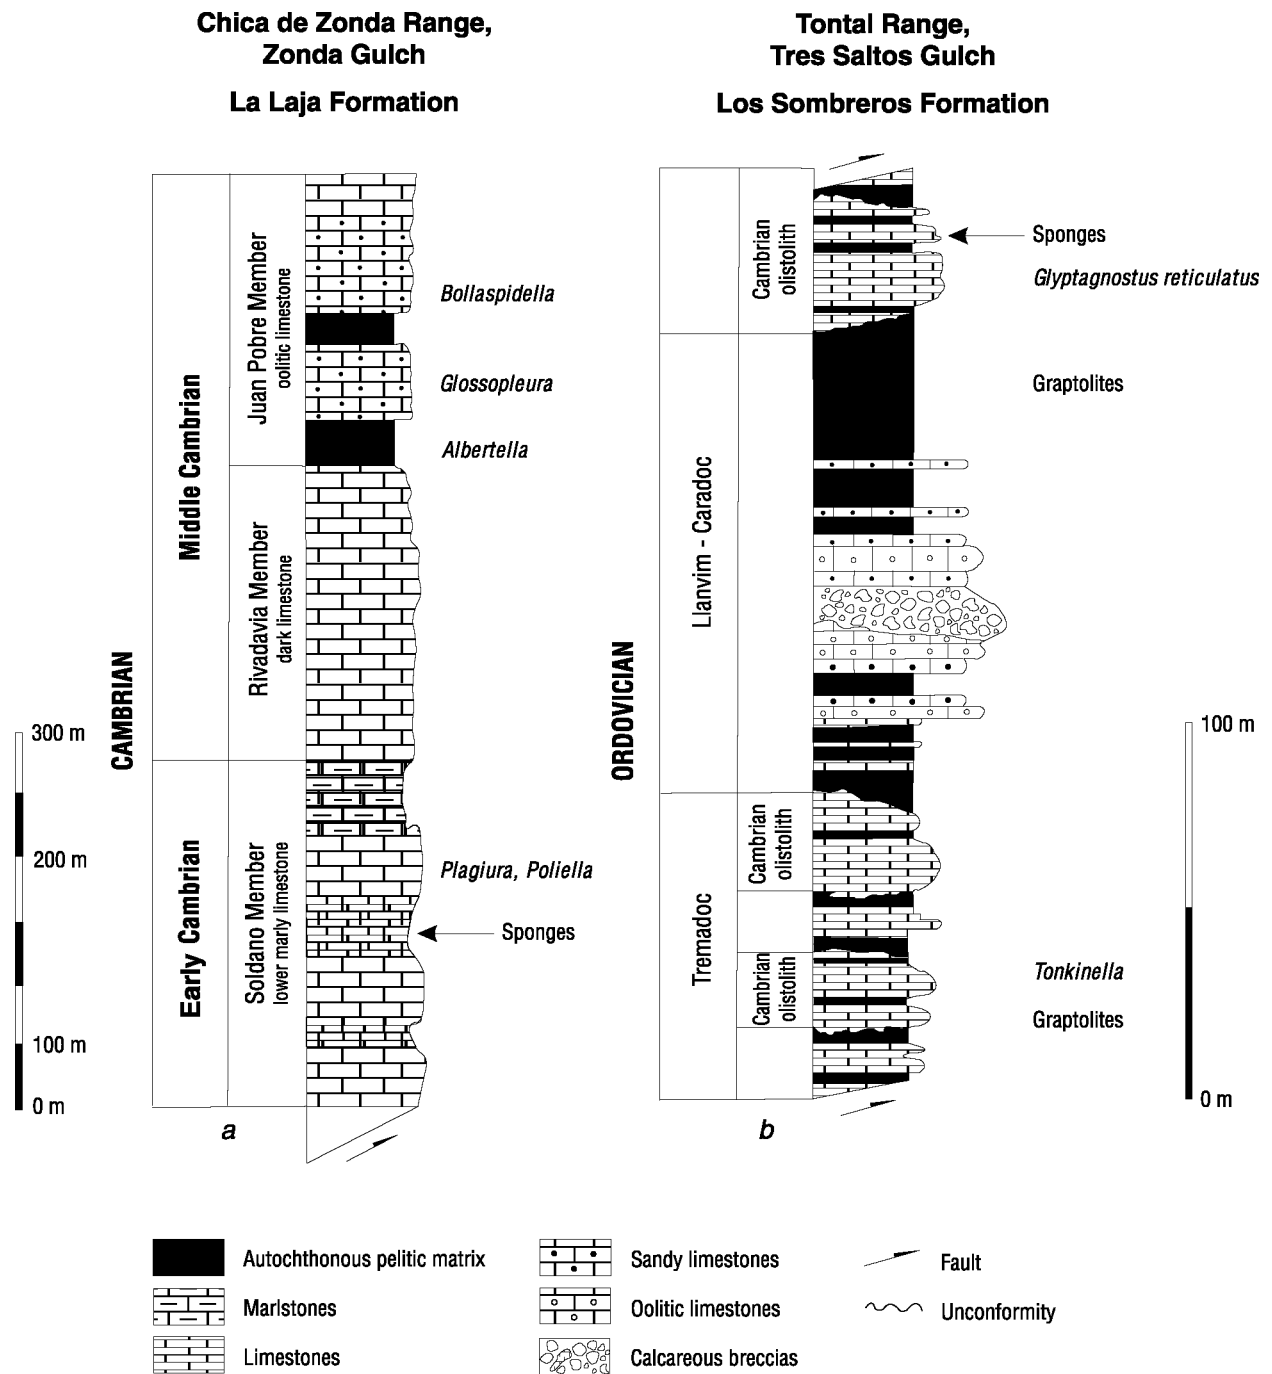 Chica de Zonda Range,
Zonda Gulch
La Laja Formation
CAMBRIAN
Middle Cambrian
Early Cambrian
Juan Pobre Member
oolitic limestone
Rivadavia Member
dark limestone
Soldano Member
lower marly limestone
Bollaspidella
Glossopleura
Albertella
Plagiura, Poliella
Sponges
300 m
200 m
100 m
0 m
a
Tontal Range,
Tres Saltos Gulch
Los Sombreros Formation
ORDOVICIAN
Llanvirn - Caradoc
Tremadoc
Cambrian
olistolith
Cambrian
olistolith
Cambrian
olistolith
Sponges
Glyptagnostus reticulatus
Graptolites
Tonkinella
Graptolites
100 m
0 m
b
Autochthonous pelitic matrix
Marlstones
Limestones
Sandy limestones
Oolitic limestones
Calcareous breccias
Fault
Unconformity